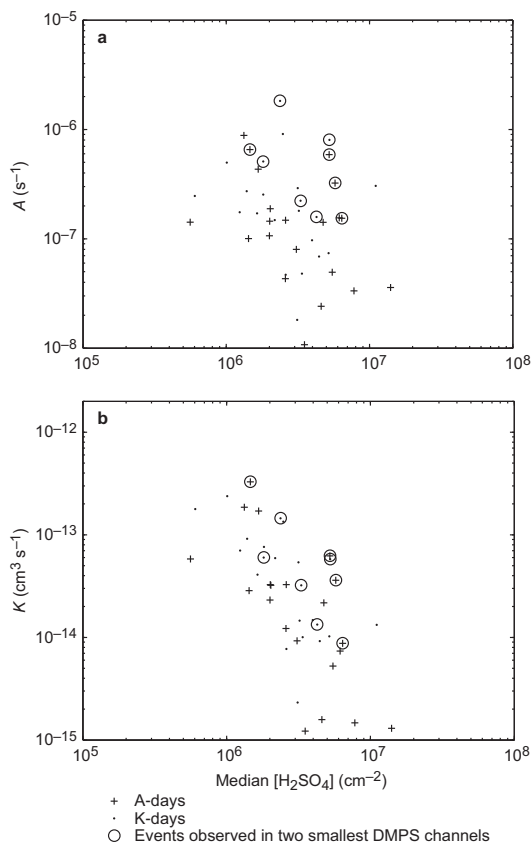 a
10⁻⁵
10⁻⁶
10⁻⁷
10⁻⁸
A (s⁻¹)
10⁵ 10⁶ 10⁷ 10⁸
b
10⁻¹²
10⁻¹³
10⁻¹⁴
10⁻¹⁵
K (cm³ s⁻¹)
10⁵ 10⁶ 10⁷ 10⁸
Median [H₂SO₄] (cm⁻²)
+ A-days
· K-days
○ Events observed in two smallest DMPS channels